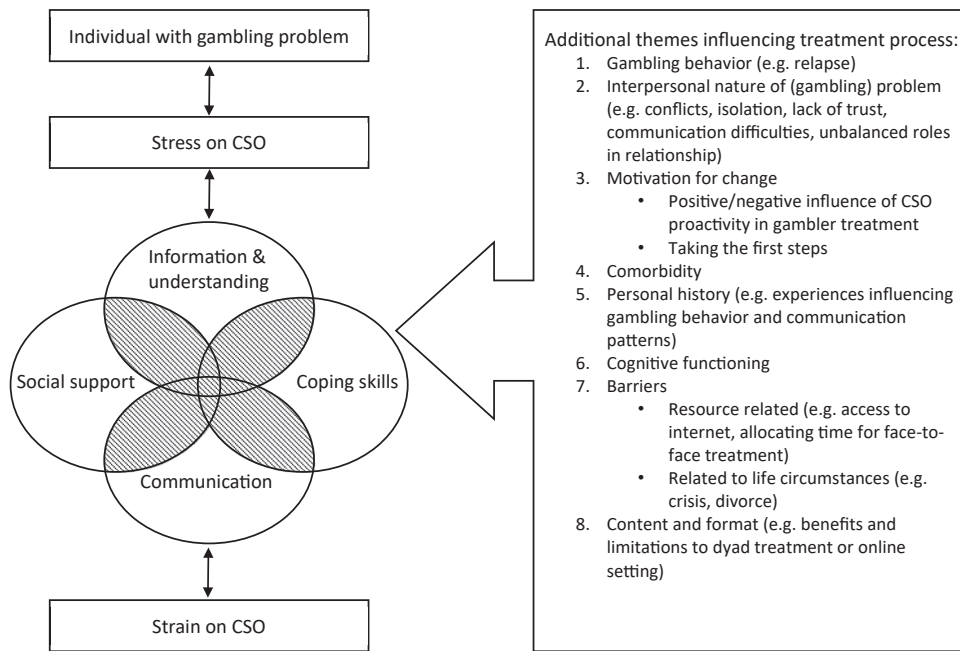 Individual with gambling problem
Stress on CSO
Information &
understanding
Social support
Coping skills
Communication
Strain on CSO
Additional themes influencing treatment process:
1. Gambling behavior (e.g. relapse)
2. Interpersonal nature of (gambling) problem
(e.g. conflicts, isolation, lack of trust,
communication difficulties, unbalanced roles
in relationship)
3. Motivation for change
• Positive/negative influence of CSO
proactivity in gambler treatment
• Taking the first steps
4. Comorbidity
5. Personal history (e.g. experiences influencing
gambling behavior and communication
patterns)
6. Cognitive functioning
7. Barriers
• Resource related (e.g. access to
internet, allocating time for face-to-
face treatment)
• Related to life circumstances (e.g.
crisis, divorce)
8. Content and format (e.g. benefits and
limitations to dyad treatment or online
setting)